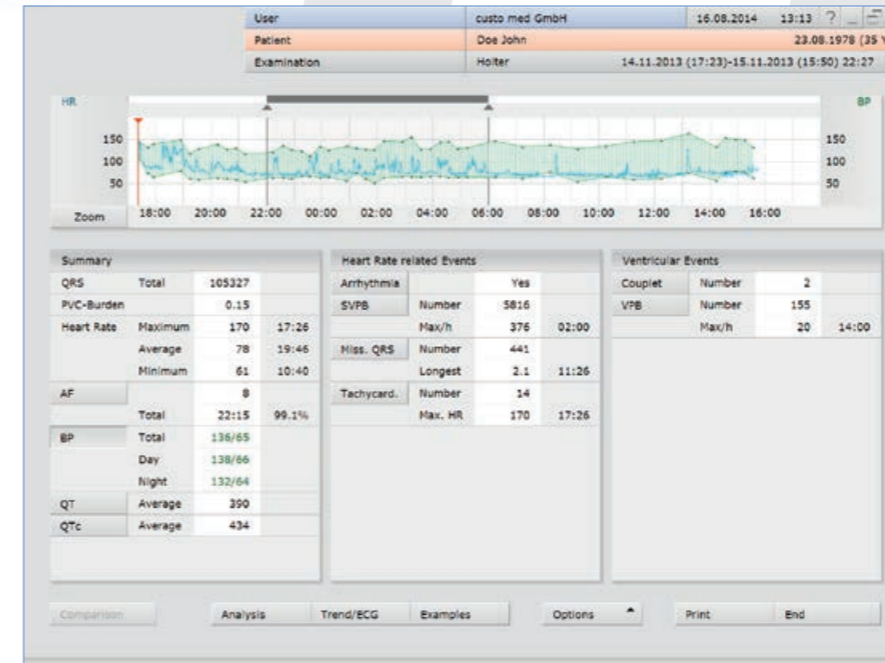 User custo med GmbH 16.08.2014 13:13 ?
Patient Doe John 23.08.1978 (35 Y
Examination Holter 14.11.2013 (17:23)-15.11.2013 (15:50) 22:27
HR BP
150 150
100 100
50 50
Zoom 18:00 20:00 22:00 00:00 02:00 04:00 06:00 08:00 10:00 12:00 14:00 16:00
Summary
QRS Total 105327
PVC-Burden 0.15
Heart Rate Maximum 170 17:26
Average 78 19:46
Minimum 61 10:40
AF 8
Total 22:15 99.1%
BP Total 136/65
Day 138/66
Night 132/64
QT Average 390
QTc Average 434
Heart Rate related Events
Arrhythmia Yes
SVPB Number 5816
Max/h 376 02:00
Miss. QRS Number 441
Longest 2.1 11:26
Tachycard. Number 14
Max. HR 170 17:26
Ventricular Events
Couplet Number 2
VPB Number 155
Max/h 20 14:00
Comparison Analysis Trend/ECG Examples Options Print End